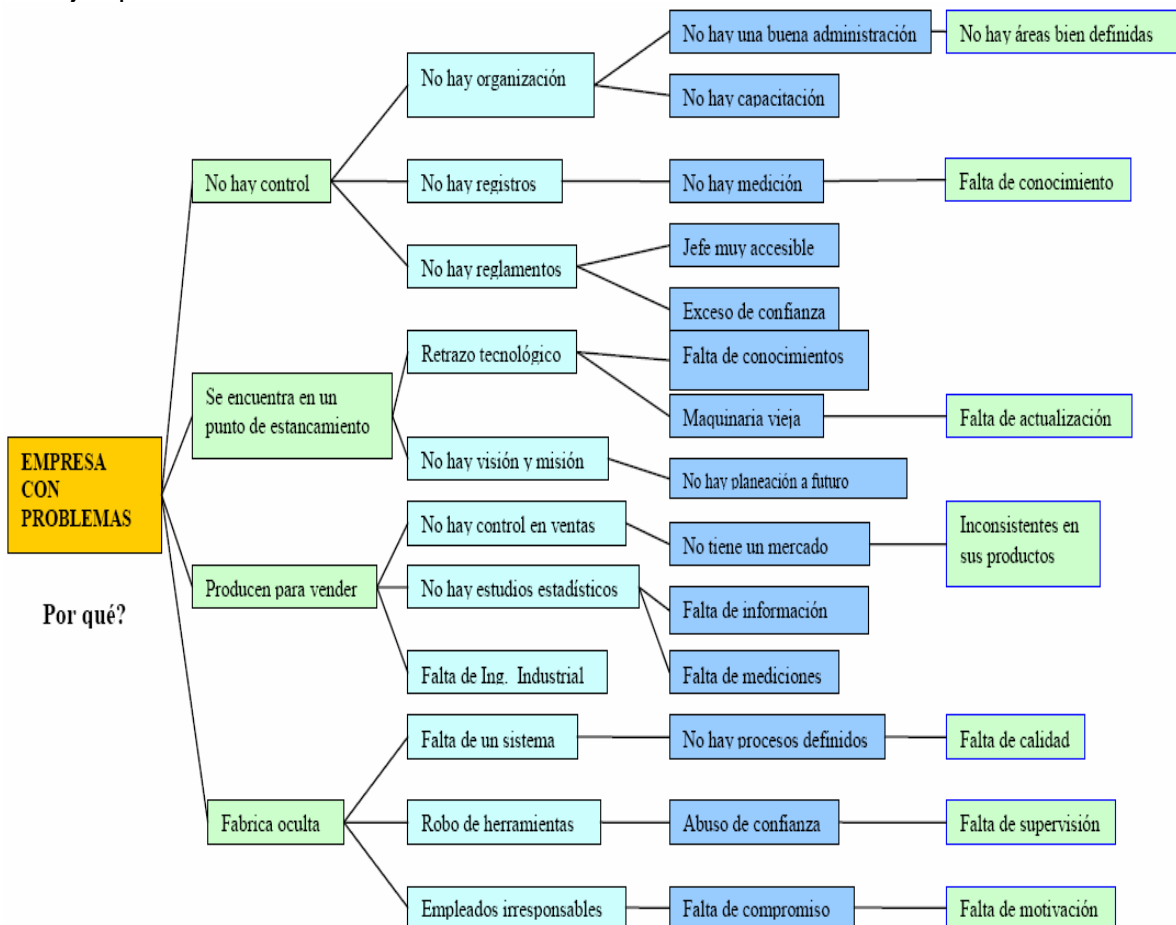 No hay una buena administración
No hay áreas bien definidas
No hay organización
No hay capacitación
No hay control
No hay registros
No hay medición
Falta de conocimiento
Jefe muy accesible
No hay reglamentos
Exceso de confianza
Retrazo tecnológico
Falta de conocimientos
Se encuentra en un
punto de estancamiento
Maquinaria vieja
Falta de actualización
No hay visión y misión
No hay planeación a futuro
EMPRESA
CON
PROBLEMAS
Por qué?
No hay control en ventas
No tiene un mercado
Inconsistentes en
sus productos
Producen para vender
No hay estudios estadísticos
Falta de información
Falta de Ing. Industrial
Falta de mediciones
Falta de un sistema
No hay procesos definidos
Falta de calidad
Fabrica oculta
Robo de herramientas
Abuso de confianza
Falta de supervisión
Empleados irresponsables
Falta de compromiso
Falta de motivación